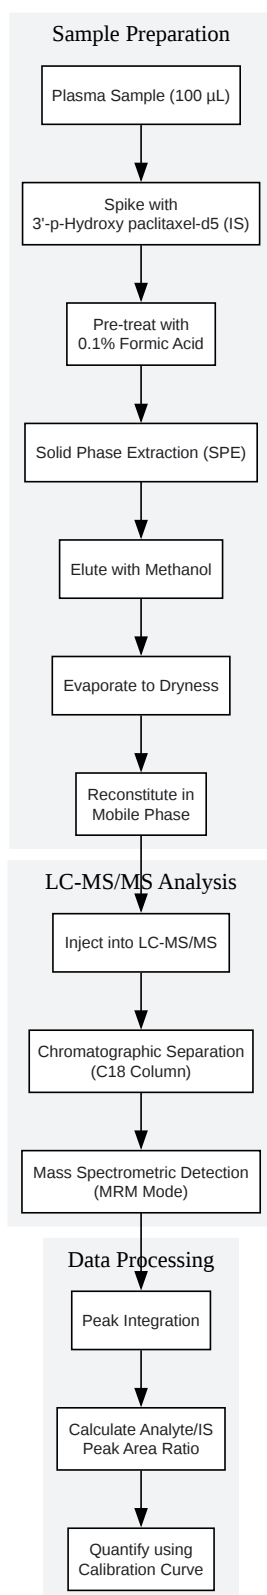 Sample Preparation
Plasma Sample (100 µL)
Spike with
3'-p-Hydroxy paclitaxel-d5 (IS)
Pre-treat with
0.1% Formic Acid
Solid Phase Extraction (SPE)
Elute with Methanol
Evaporate to Dryness
Reconstitute in
Mobile Phase
LC-MS/MS Analysis
Inject into LC-MS/MS
Chromatographic Separation
(C18 Column)
Mass Spectrometric Detection
(MRM Mode)
Data Processing
Peak Integration
Calculate Analyte/IS
Peak Area Ratio
Quantify using
Calibration Curve